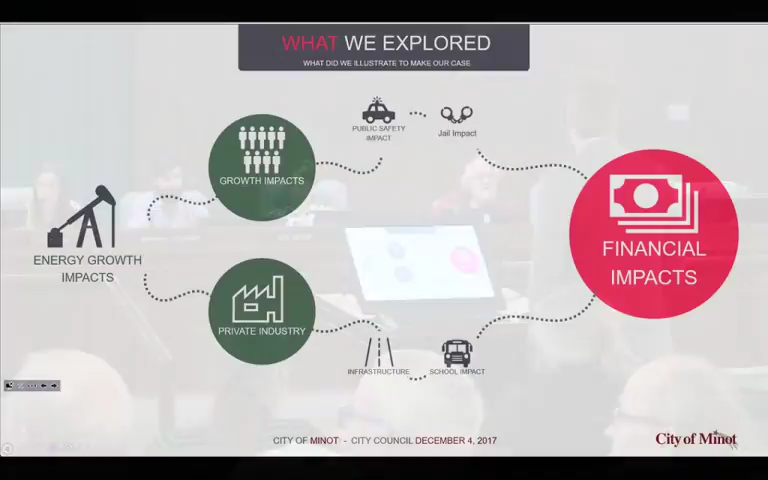 WHAT WE EXPLORED
WHAT DID WE ILLUSTRATE TO MAKE OUR CASE
PUBLIC SAFETY
IMPACT
Jail Impact
GROWTH IMPACTS
ENERGY GROWTH
IMPACTS
FINANCIAL
IMPACTS
PRIVATE INDUSTRY
INFRASTRUCTURE
SCHOOL IMPACT
CITY OF MINOT - CITY COUNCIL DECEMBER 4, 2017
City of Minot